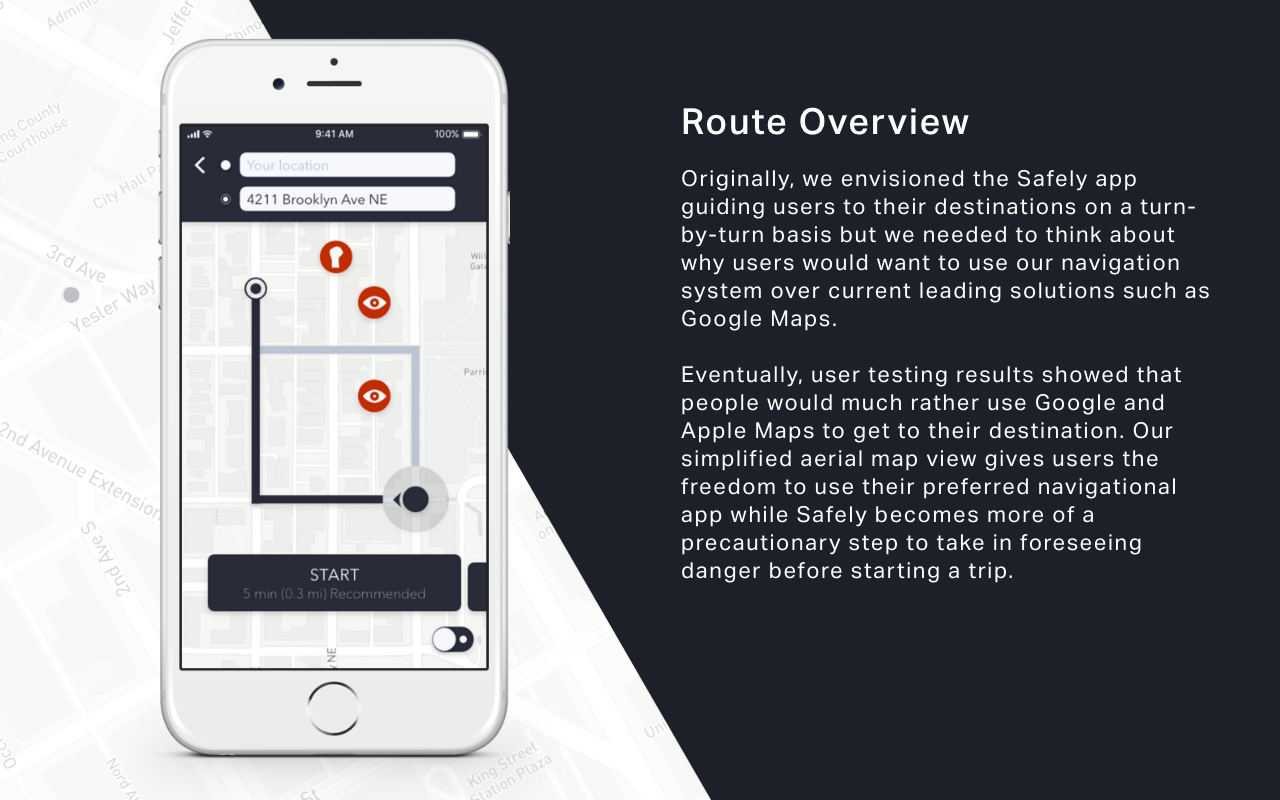 Route Overview
Originally, we envisioned the Safely app
guiding users to their destinations on a turn-
by-turn basis but we needed to think about
why users would want to use our navigation
system over current leading solutions such as
Google Maps.
Eventually, user testing results showed that
people would much rather use Google and
Apple Maps to get to their destination. Our
simplified aerial map view gives users the
freedom to use their preferred navigational
app while Safely becomes more of a
precautionary step to take in foreseeing
danger before starting a trip.
9:41 AM
100%
Your location
4211 Brooklyn Ave NE
START
5 min (0.3 mi) Recommended
NE
County
Courthouse
City Hall
3rd Ave
Yesler Way
2nd Avenue Extension
2nd Ave S
King Street
Station Plaza
St